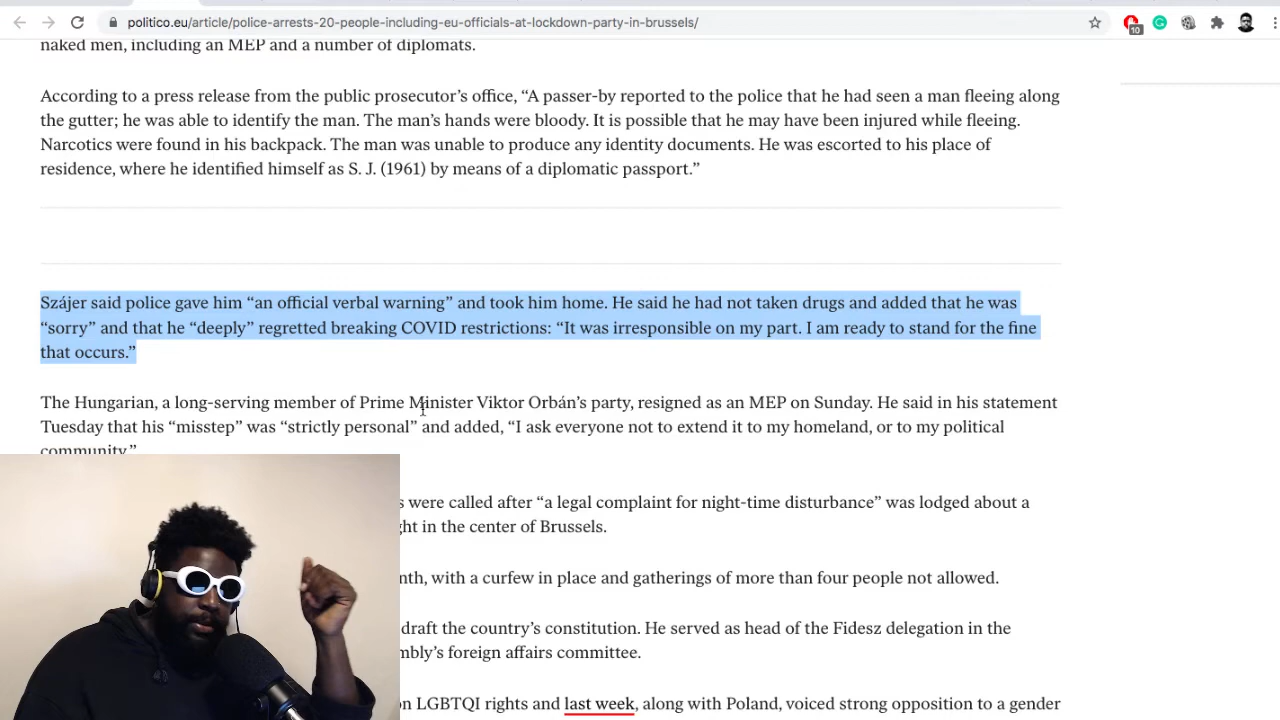 politico.eu/article/police-arrests-20-people-including-eu-officials-at-lockdown-party-in-brussels/
10
naked men, including an MEP and a number of diplomats.
According to a press release from the public prosecutor’s office, “A passer-by reported to the police that he had seen a man fleeing along
the gutter; he was able to identify the man. The man’s hands were bloody. It is possible that he may have been injured while fleeing.
Narcotics were found in his backpack. The man was unable to produce any identity documents. He was escorted to his place of
residence, where he identified himself as S. J. (1961) by means of a diplomatic passport.”
Szájer said police gave him “an official verbal warning” and took him home. He said he had not taken drugs and added that he was
“sorry” and that he “deeply” regretted breaking COVID restrictions: “It was irresponsible on my part. I am ready to stand for the fine
that occurs.”
The Hungarian, a long-serving member of Prime Minister Viktor Orbán’s party, resigned as an MEP on Sunday. He said in his statement
Tuesday that his “misstep” was “strictly personal” and added, “I ask everyone not to extend it to my homeland, or to my political
community.”
s were called after “a legal complaint for night-time disturbance” was lodged about a
ght in the center of Brussels.
nth, with a curfew in place and gatherings of more than four people not allowed.
draft the country’s constitution. He served as head of the Fidesz delegation in the
mbly’s foreign affairs committee.
on LGBTQI rights and last week, along with Poland, voiced strong opposition to a gender